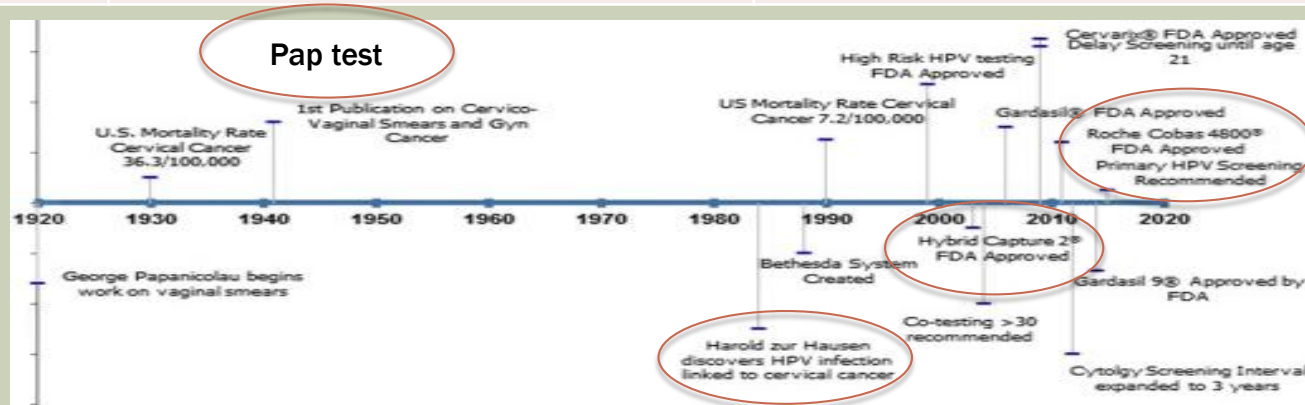 Pap test
U.S. Mortality Rate
Cervical Cancer
36.3/100,000
1st Publication on Cervico-
Vaginal Smears and Gyn
Cancer
US Mortality Rate Cervical
Cancer 7.2/100,000
High Risk HPV testing
FDA Approved
Cervarix® FDA Approved
Delay Screening until age
21
Gardasil® FDA Approved
Roche Cobas 4800®
FDA Approved
Primary HPV Screening
Recommended
1920 1930 1940 1950 1960 1970 1980 1990 2000 2010 2020
George Papanicolau begins
work on vaginal smears
Harold zur Hausen
discovers HPV infection
linked to cervical cancer
Bethesda System
Created
Hybrid Capture 2®
FDA Approved
Co-testing >30
recommended
Gardasil 9® Approved by
FDA
Cytolgy Screening Interval
expanded to 3 years